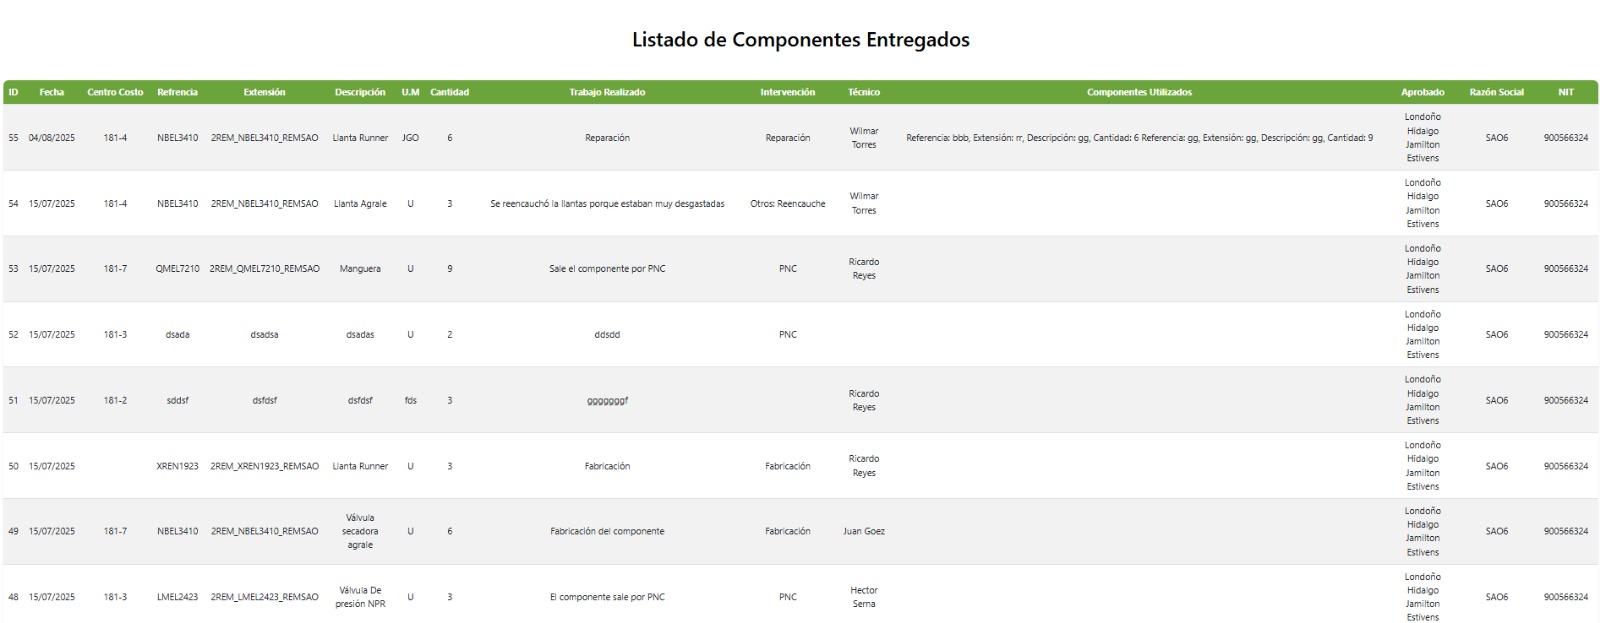 Listado de Componentes Entregados
ID Fecha Centro Costo Refrencia Extensión Descripción U.M Cantidad Trabajo Realizado Intervención Técnico Componentes Utilizados Aprobado Razón Social NIT
55 04/08/2025 181-4 NBEL3410 2REM_NBEL3410_REMSAO Llanta Runner JGO 6 Reparación Reparación Wilmar Torres Referencia: bbb, Extensión: rr, Descripción: gg, Cantidad: 6 Referencia: gg, Extensión: gg, Descripción: gg, Cantidad: 9 Londoño Hidalgo Jamilton Estivens SAO6 900566324
54 15/07/2025 181-4 NBEL3410 2REM_NBEL3410_REMSAO Llanta Agrale U 3 Se reencauchó la llantas porque estaban muy desgastadas Otros: Reencauche Wilmar Torres Londoño Hidalgo Jamilton Estivens SAO6 900566324
53 15/07/2025 181-7 QMEL7210 2REM_QMEL7210_REMSAO Manguera U 9 Sale el componente por PNC PNC Ricardo Reyes Londoño Hidalgo Jamilton Estivens SAO6 900566324
52 15/07/2025 181-3 dsada dsadsa dsadas U 2 ddsdd PNC Londoño Hidalgo Jamilton Estivens SAO6 900566324
51 15/07/2025 181-2 sddsf dsfdsf dsfdsf fds 3 gggggggf Ricardo Reyes Londoño Hidalgo Jamilton Estivens SAO6 900566324
50 15/07/2025 XREN1923 2REM_XREN1923_REMSAO Llanta Runner U 3 Fabricación Fabricación Ricardo Reyes Londoño Hidalgo Jamilton Estivens SAO6 900566324
49 15/07/2025 181-7 NBEL3410 2REM_NBEL3410_REMSAO Válvula secadora agrale U 6 Fabricación del componente Fabricación Juan Goez Londoño Hidalgo Jamilton Estivens SAO6 900566324
48 15/07/2025 181-3 LMEL2423 2REM_LMEL2423_REMSAO Válvula De presión NPR U 3 El componente sale por PNC PNC Hector Serna Londoño Hidalgo Jamilton Estivens SAO6 900566324